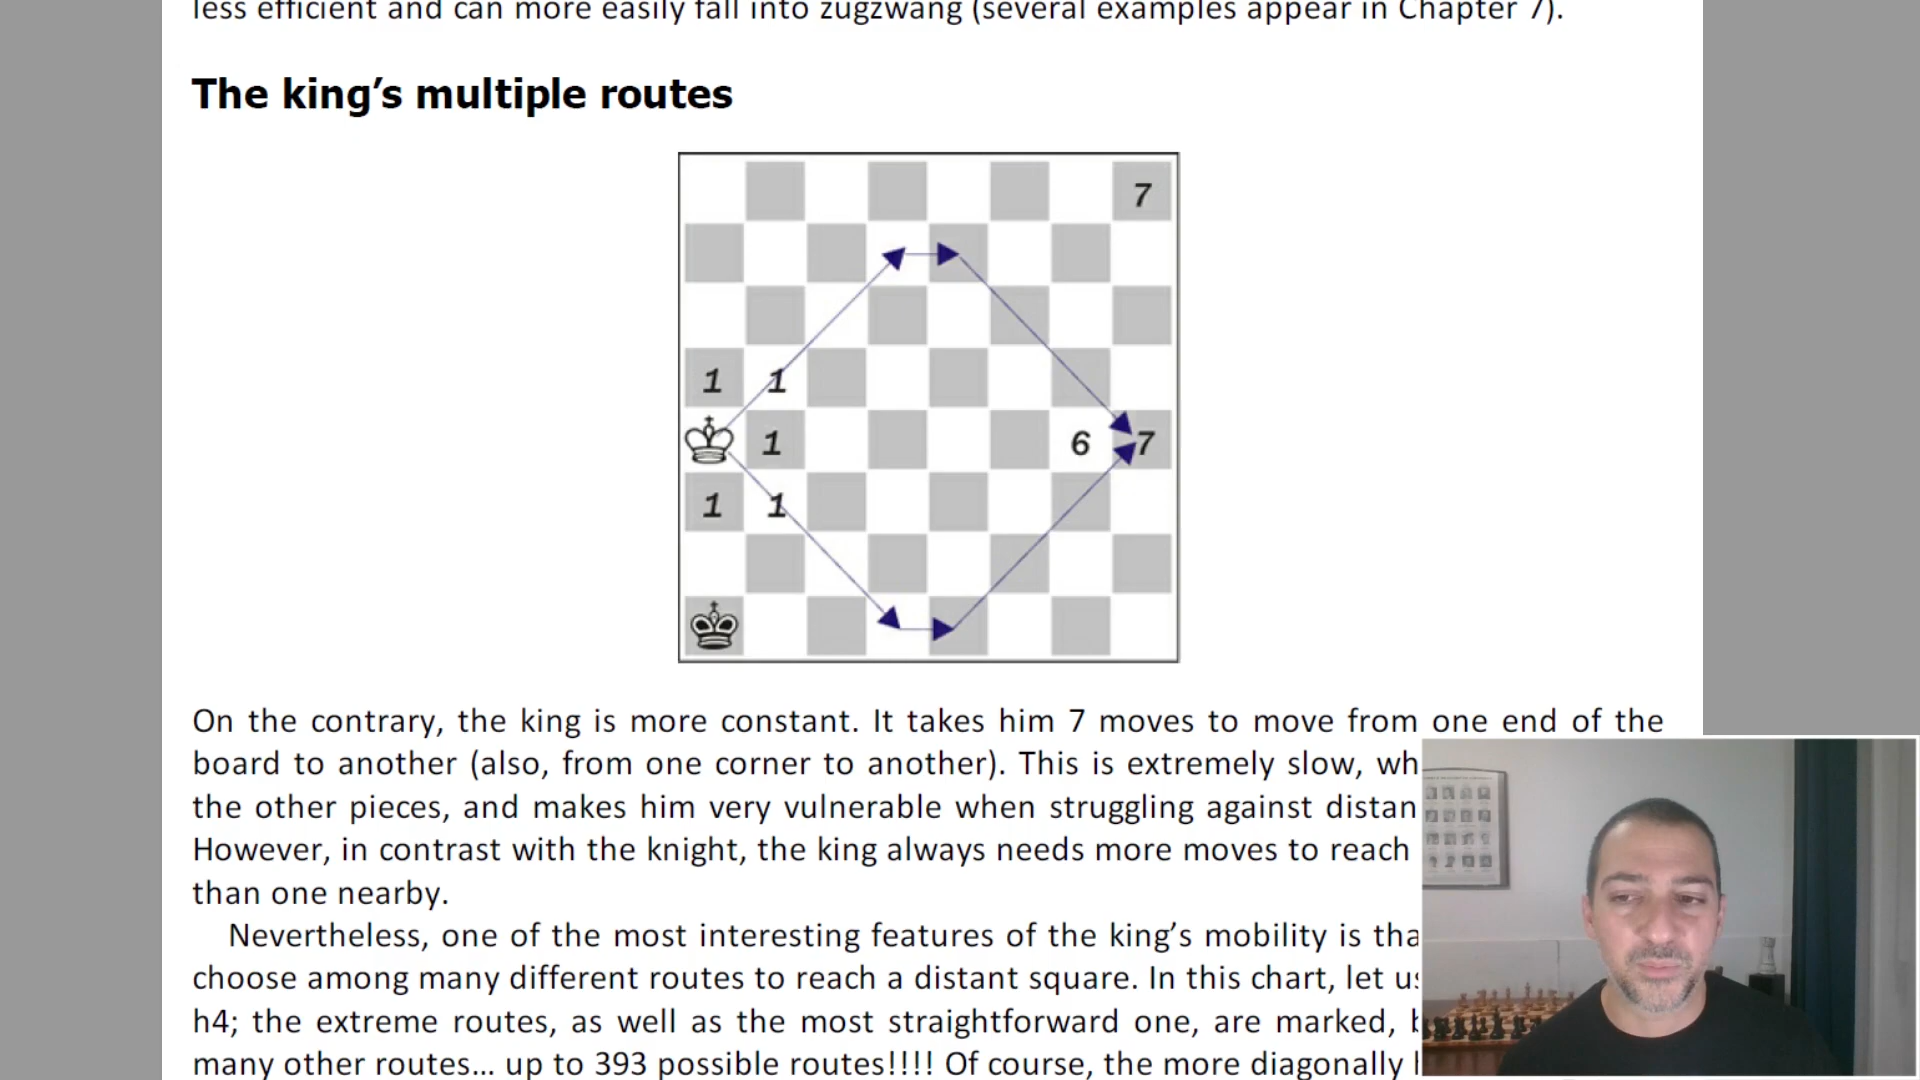 less efficient and can more easily fall into zugzwang (several examples appear in Chapter 7).
The king's multiple routes
7
1 1
1 6 7
1 1
On the contrary, the king is more constant. It takes him 7 moves to move from one end of the
board to another (also, from one corner to another). This is extremely slow, wh
the other pieces, and makes him very vulnerable when struggling against distan
However, in contrast with the knight, the king always needs more moves to reach
than one nearby.
Nevertheless, one of the most interesting features of the king's mobility is tha
choose among many different routes to reach a distant square. In this chart, let us
h4; the extreme routes, as well as the most straightforward one, are marked,
many other routes... up to 393 possible routes!!!! Of course, the more diagonally